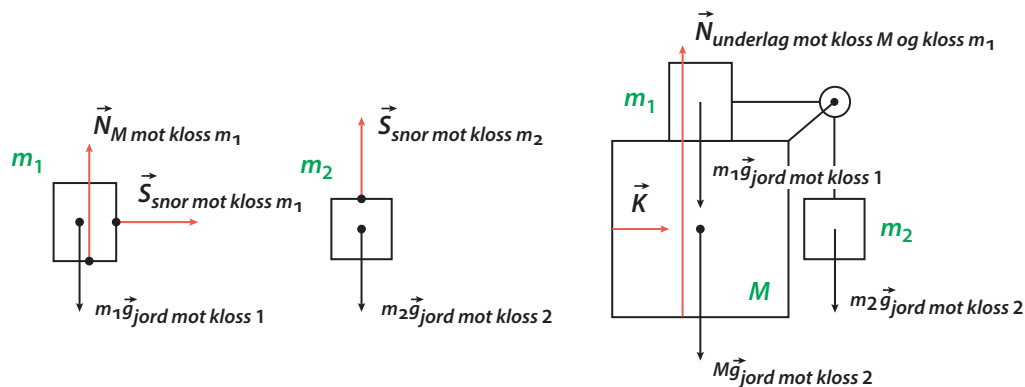 N⃗ M mot kloss m₁
m₁
S⃗ snor mot kloss m₁
m₁g⃗ jord mot kloss 1
S⃗ snor mot kloss m₂
m₂
m₂g⃗ jord mot kloss 2
N⃗ underlag mot kloss M og kloss m₁
m₁
m₁g⃗ jord mot kloss 1
K⃗
m₂
M
m₂g⃗ jord mot kloss 2
Mg⃗ jord mot kloss 2